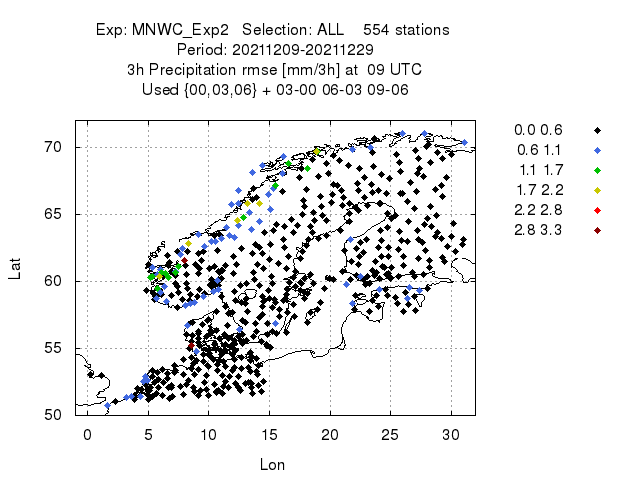 Exp: MNWC_Exp2 Selection: ALL 554 stations
Period: 20211209-20211229
3h Precipitation rmse [mm/3h] at 09 UTC
Used {00,03,06} + 03-00 06-03 09-06
0.0 0.6
0.6 1.1
1.1 1.7
1.7 2.2
2.2 2.8
2.8 3.3
70
65
60
55
50
Lat
0 5 10 15 20 25 30
Lon